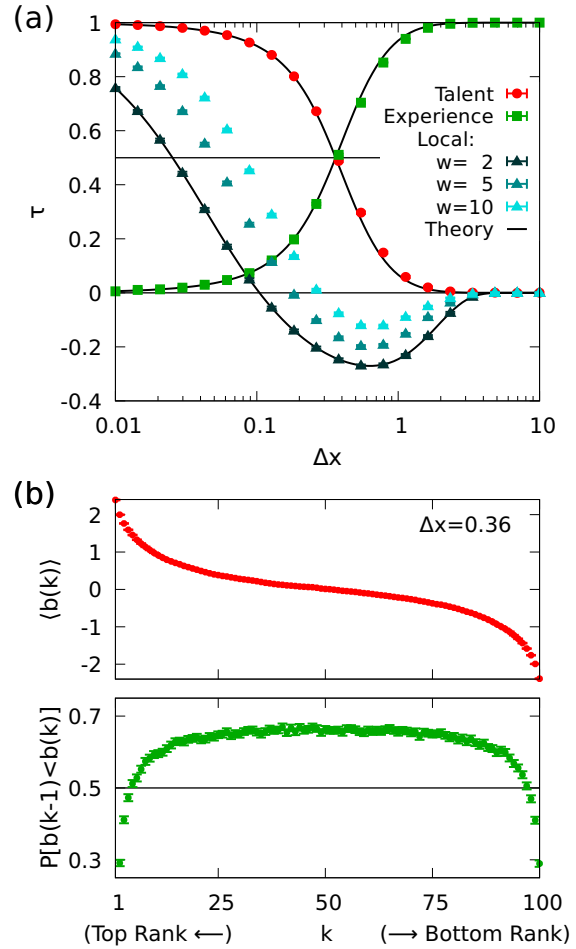 (a)
1
0.8
0.6
0.4
0.2
0
-0.2
-0.4
τ
0.01 0.1 1 10
Δx
Talent
Experience
Local:
w= 2
w= 5
w=10
Theory
(b)
2
1
0
-1
-2
⟨b(k)⟩
Δx=0.36
0.7
0.5
0.3
P[b(k-1)<b(k)]
1 25 50 75 100
(Top Rank ⟵) k (⟶ Bottom Rank)